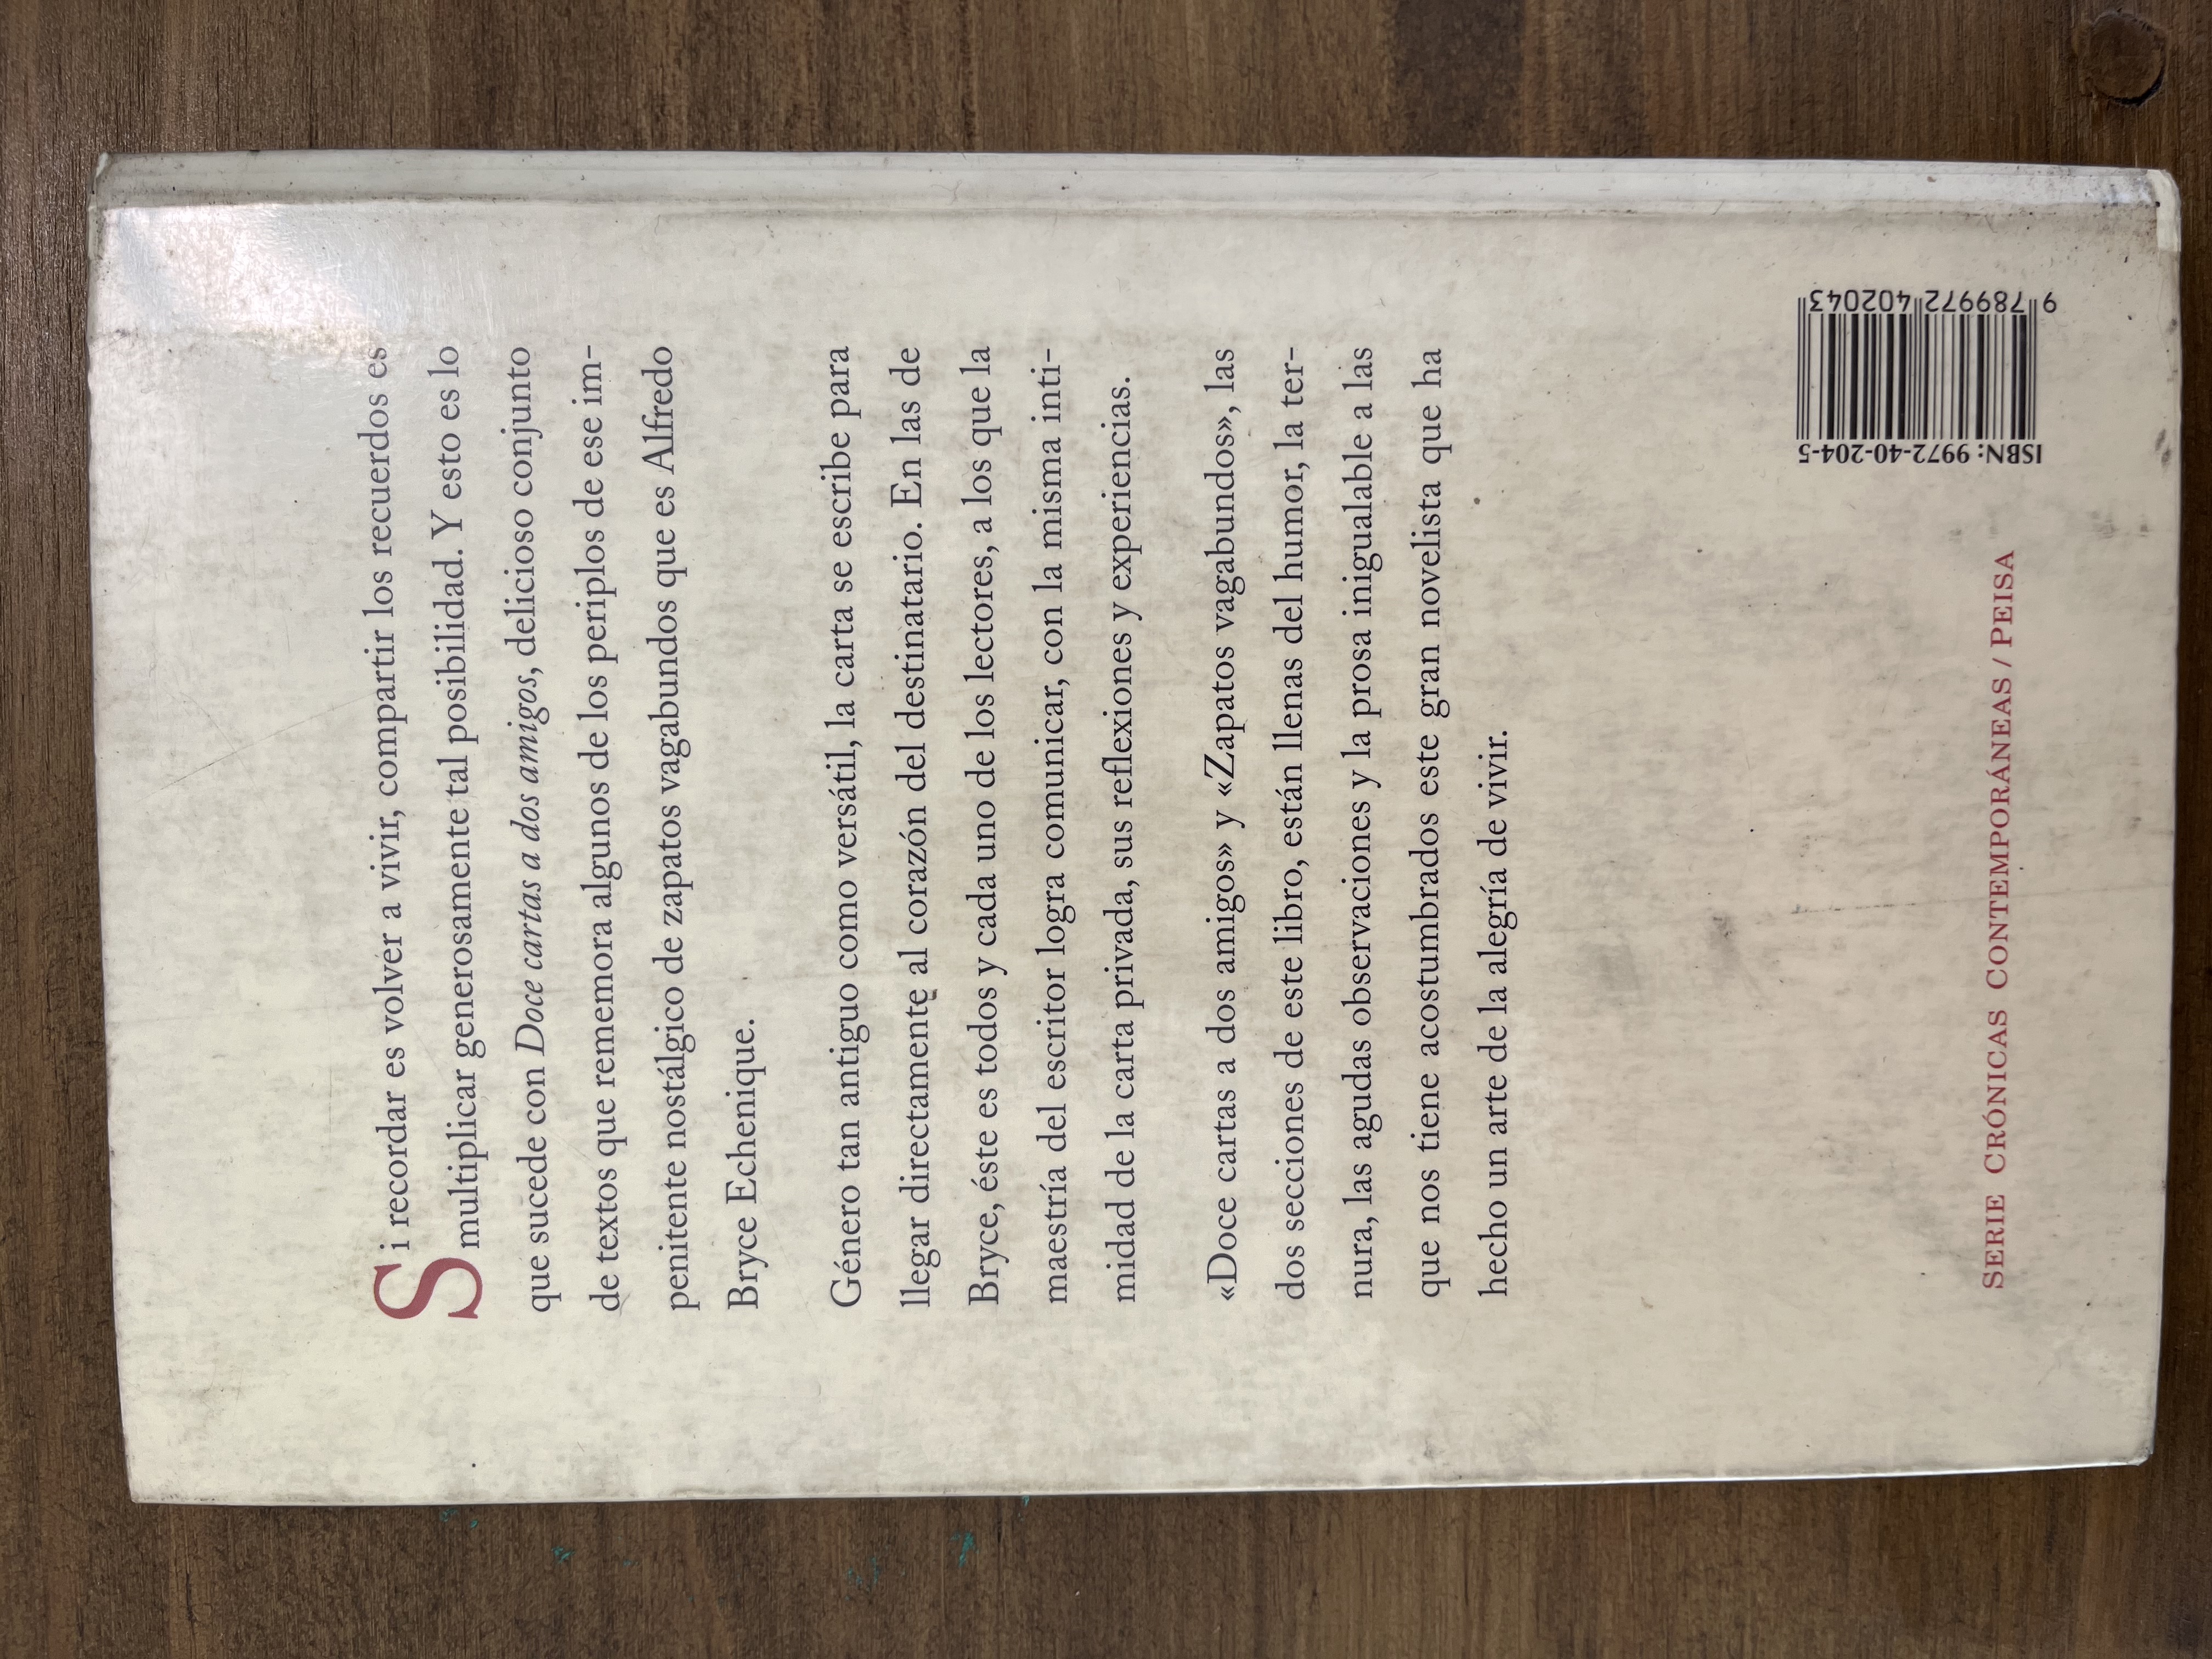 Si recordar es volver a vivir, compartir los recuerdos es
multiplicar generosamente tal posibilidad. Y esto es lo
que sucede con Doce cartas a dos amigos, delicioso conjunto
de textos que rememora algunos de los periplos de ese im-
penitente nostálgico de zapatos vagabundos que es Alfredo
Bryce Echenique.
Género tan antiguo como versátil, la carta se escribe para
llegar directamente al corazón del destinatario. En las de
Bryce, éste es todos y cada uno de los lectores, a los que la
maestría del escritor logra comunicar, con la misma inti-
midad de la carta privada, sus reflexiones y experiencias.
«Doce cartas a dos amigos» y «Zapatos vagabundos», las
dos secciones de este libro, están llenas del humor, la ter-
nura, las agudas observaciones y la prosa inigualable a las
que nos tiene acostumbrados este gran novelista que ha
hecho un arte de la alegría de vivir.
SERIE CRÓNICAS CONTEMPORÁNEAS / PEISA
ISBN: 9972-40-204-5
9 789972 402043